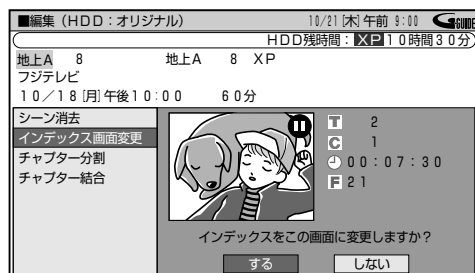 ■編集（HDD：オリジナル） 10/21[木]午前 9:00 GGUIDE
HDD残時間：XP10時間30分
地上A 8 地上A 8 XP
フジテレビ
10／18[月]午後10:00 60分
シーン消去
インデックス画面変更
チャプター分割
チャプター結合
T 2
C 1
00：07：30
F 21
インデックスをこの画面に変更しますか？
する しない